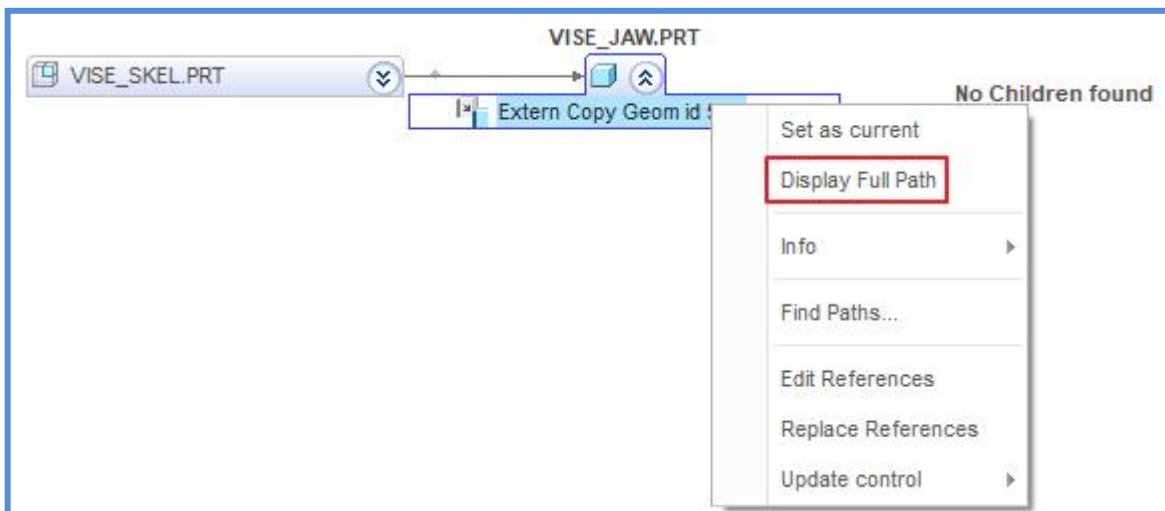 VISE_JAW.PRT
VISE_SKEL.PRT
No Children found
Extern Copy Geom id
Set as current
Display Full Path
Info
Find Paths...
Edit References
Replace References
Update control